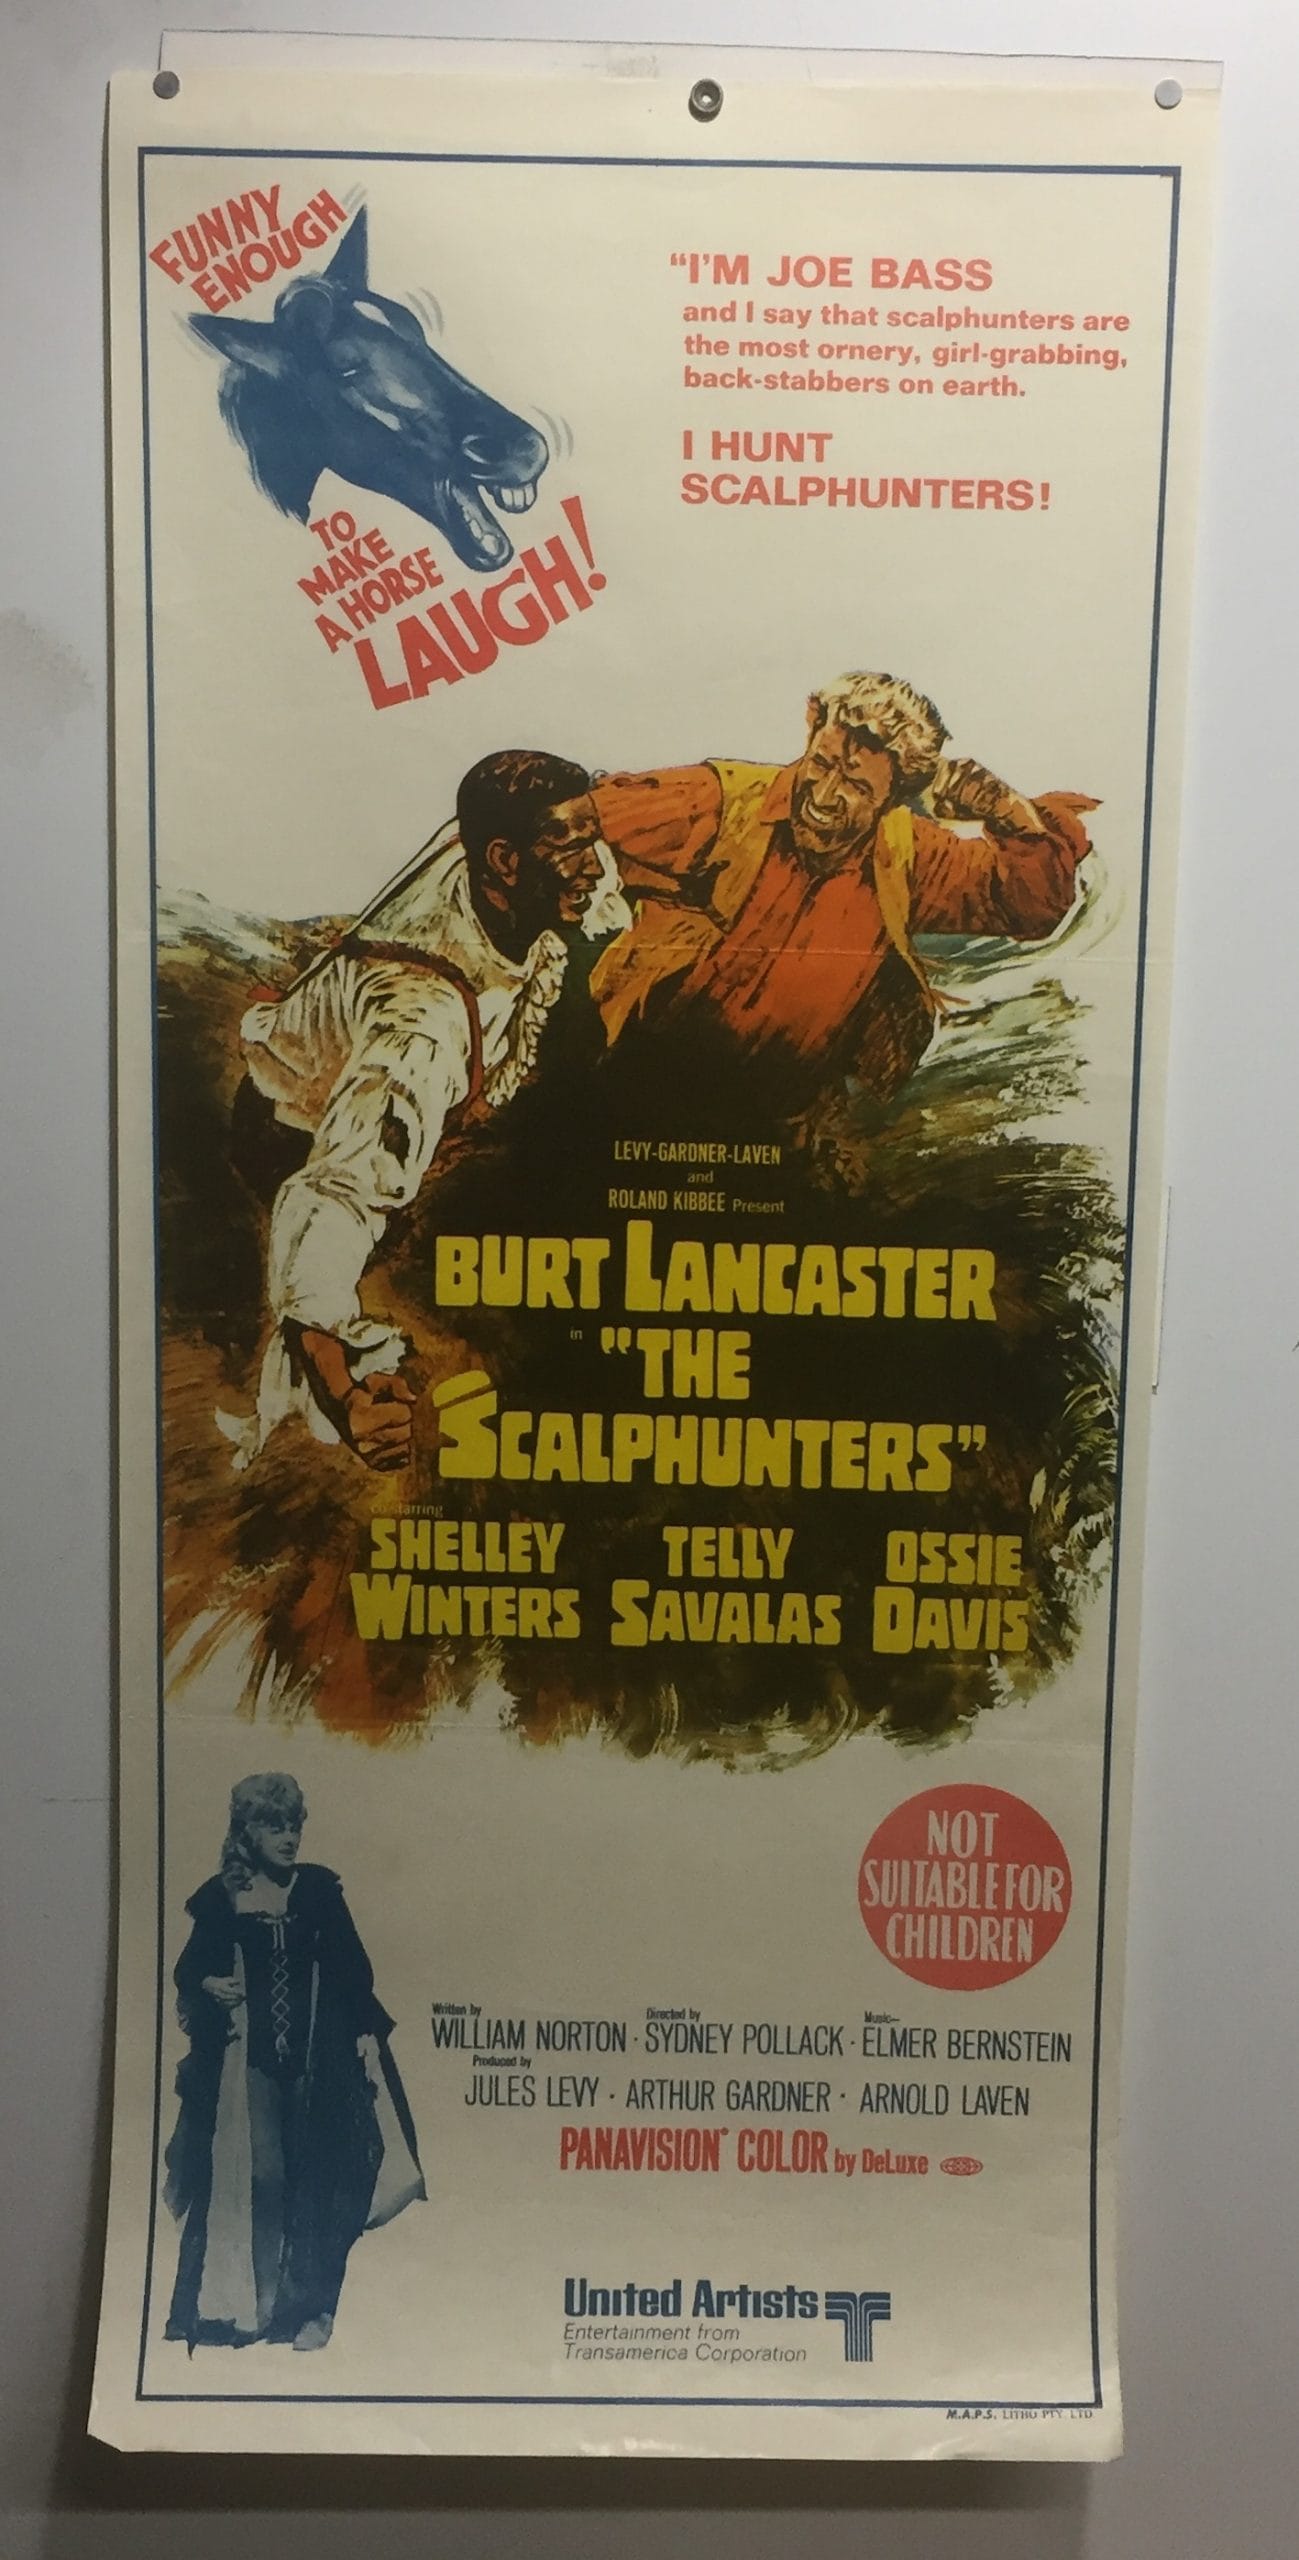 FUNNY
ENOUGH
TO
MAKE
A HORSE
LAUGH!
"I'M JOE BASS
and I say that scalphunters are
the most ornery, girl-grabbing,
back-stabbers on earth.
I HUNT
SCALPHUNTERS!
LEVY-GARDNER-LAVEN
and
ROLAND KIBBEE Present
BURT LANCASTER
in "THE
SCALPHUNTERS"
co-starring
SHELLEY TELLY OSSIE
WINTERS SAVALAS DAVIS
NOT
SUITABLE FOR
CHILDREN
Written by Directed by Music—
WILLIAM NORTON · SYDNEY POLLACK · ELMER BERNSTEIN
Produced by
JULES LEVY · ARTHUR GARDNER · ARNOLD LAVEN
PANAVISION® COLOR by DeLuxe
United Artists
Entertainment from
Transamerica Corporation
M.A.P.S. LITHO PTY. LTD.